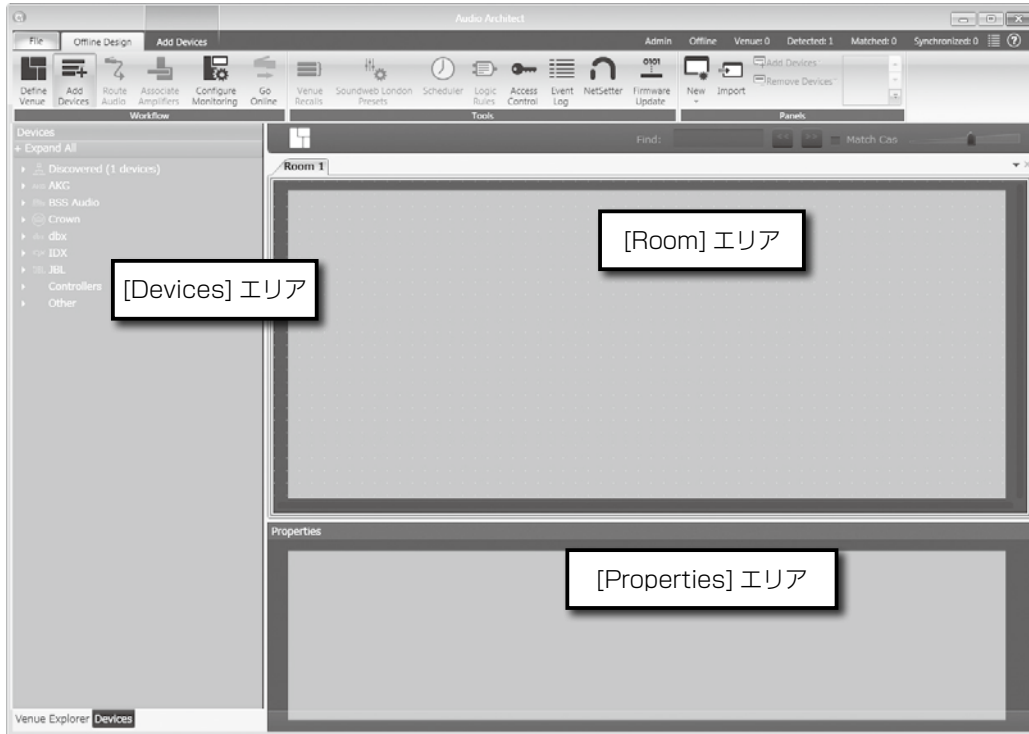 Audio Architect
File Offline Design Add Devices Admin Offline Venue: 0 Detected: 1 Matched: 0 Synchronized: 0
Define Venue
Add Devices
Route Audio
Associate Amplifiers
Configure Monitoring
Go Online
Venue Recalls
Soundweb London Presets
Scheduler
Logic Rules
Access Control
Event Log
NetSetter
0101
Firmware Update
New
Import
Add Devices
Remove Devices
Workflow Tools Panels
Devices
+ Expand All
Find: Match Cas
Discovered (1 devices)
AKG
BSS Audio
Crown
dbx
IDX
JBL
Controllers
Other
Room 1
[Devices] エリア
[Room] エリア
Properties
[Properties] エリア
Venue Explorer Devices